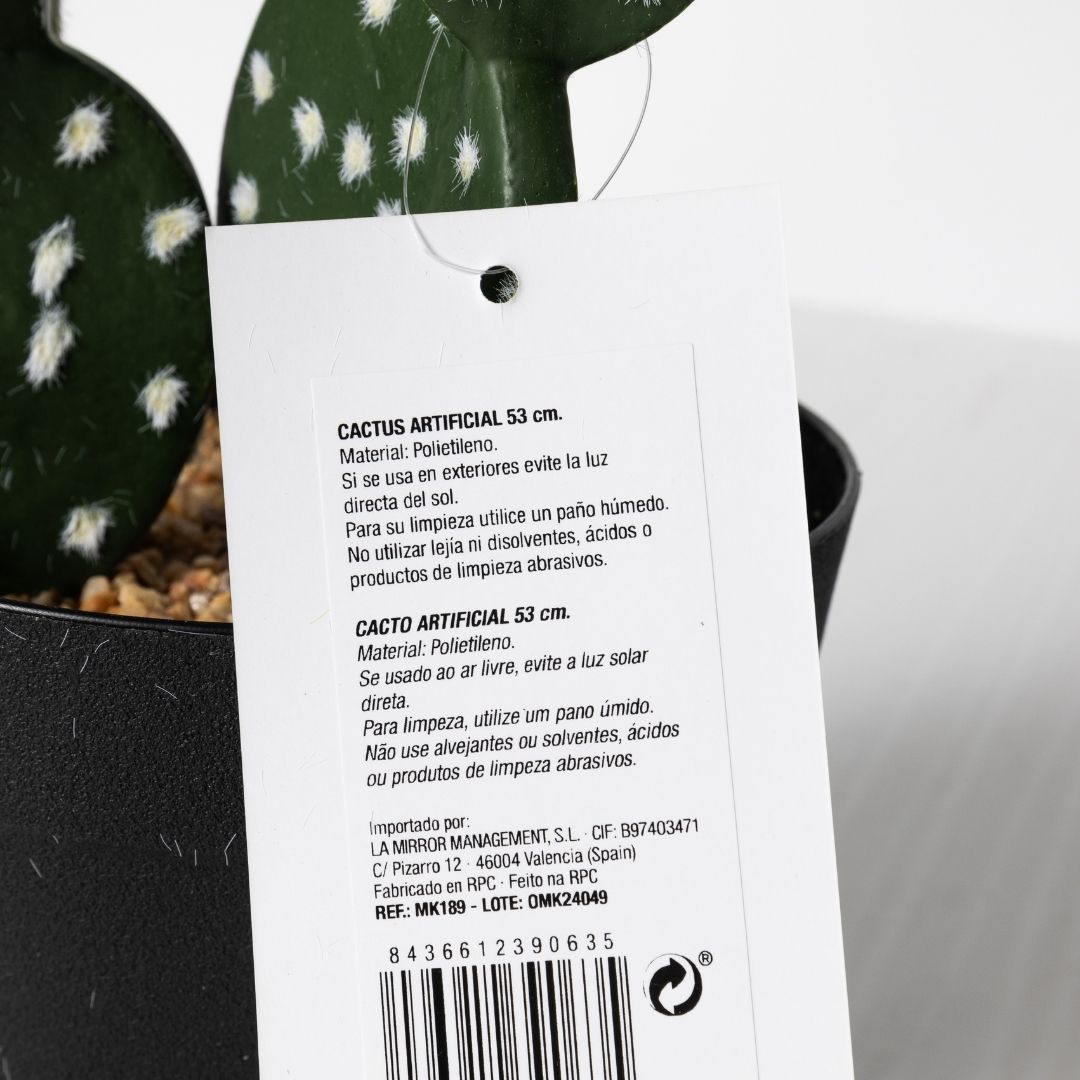 CACTUS ARTIFICIAL 53 cm.
Material: Polietileno.
Si se usa en exteriores evite la luz
directa del sol.
Para su limpieza utilice un paño húmedo.
No utilizar lejía ni disolventes, ácidos o
productos de limpieza abrasivos.
CACTO ARTIFICIAL 53 cm.
Material: Polietileno.
Se usado ao ar livre, evite a luz solar
direta.
Para limpeza, utilize um pano úmido.
Não use alvejantes ou solventes, ácidos
ou produtos de limpeza abrasivos.
Importado por:
LA MIRROR MANAGEMENT, S.L. · CIF: B97403471
C/ Pizarro 12 · 46004 Valencia (Spain)
Fabricado en RPC · Feito na RPC
REF.: MK189 - LOTE: OMK24049
8436612390635
®